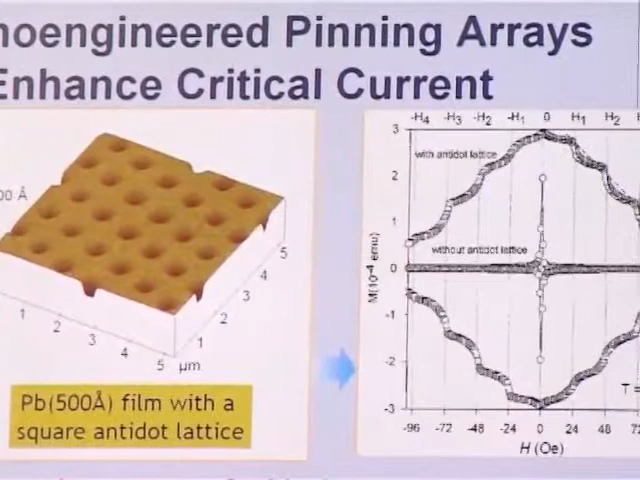 noengineered Pinning Arrays
Enhance Critical Current
00 Å
1 2 3 4 5 μm
1 2 3 4 5
Pb(500Å) film with a
square antidot lattice
-H4 -H3 -H2 -H1 0 H1 H2
with antidot lattice
without antidot lattice
M(10⁻⁴ emu)
3
2
1
0
-1
-2
-3
T =
-96 -72 -48 -24 0 24 48 72
H (Oe)